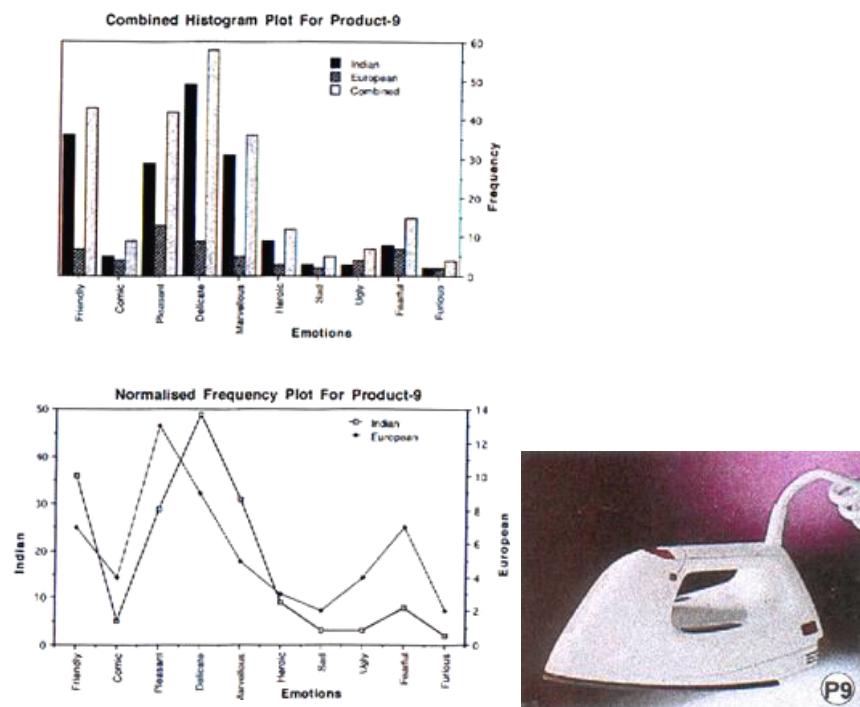 Combined Histogram Plot For Product-9
Indian
European
Combined
60
50
40
30
20
10
0
Frequency
Friendly
Comic
Pleasant
Delicate
Marvellous
Heroic
Sad
Ugly
Fearful
Furious
Emotions
Normalised Frequency Plot For Product-9
Indian
European
50
40
30
20
10
0
Indian
14
12
10
8
6
4
2
0
European
Friendly
Comic
Pleasant
Delicate
Marvellous
Heroic
Sad
Ugly
Fearful
Furious
Emotions
P9